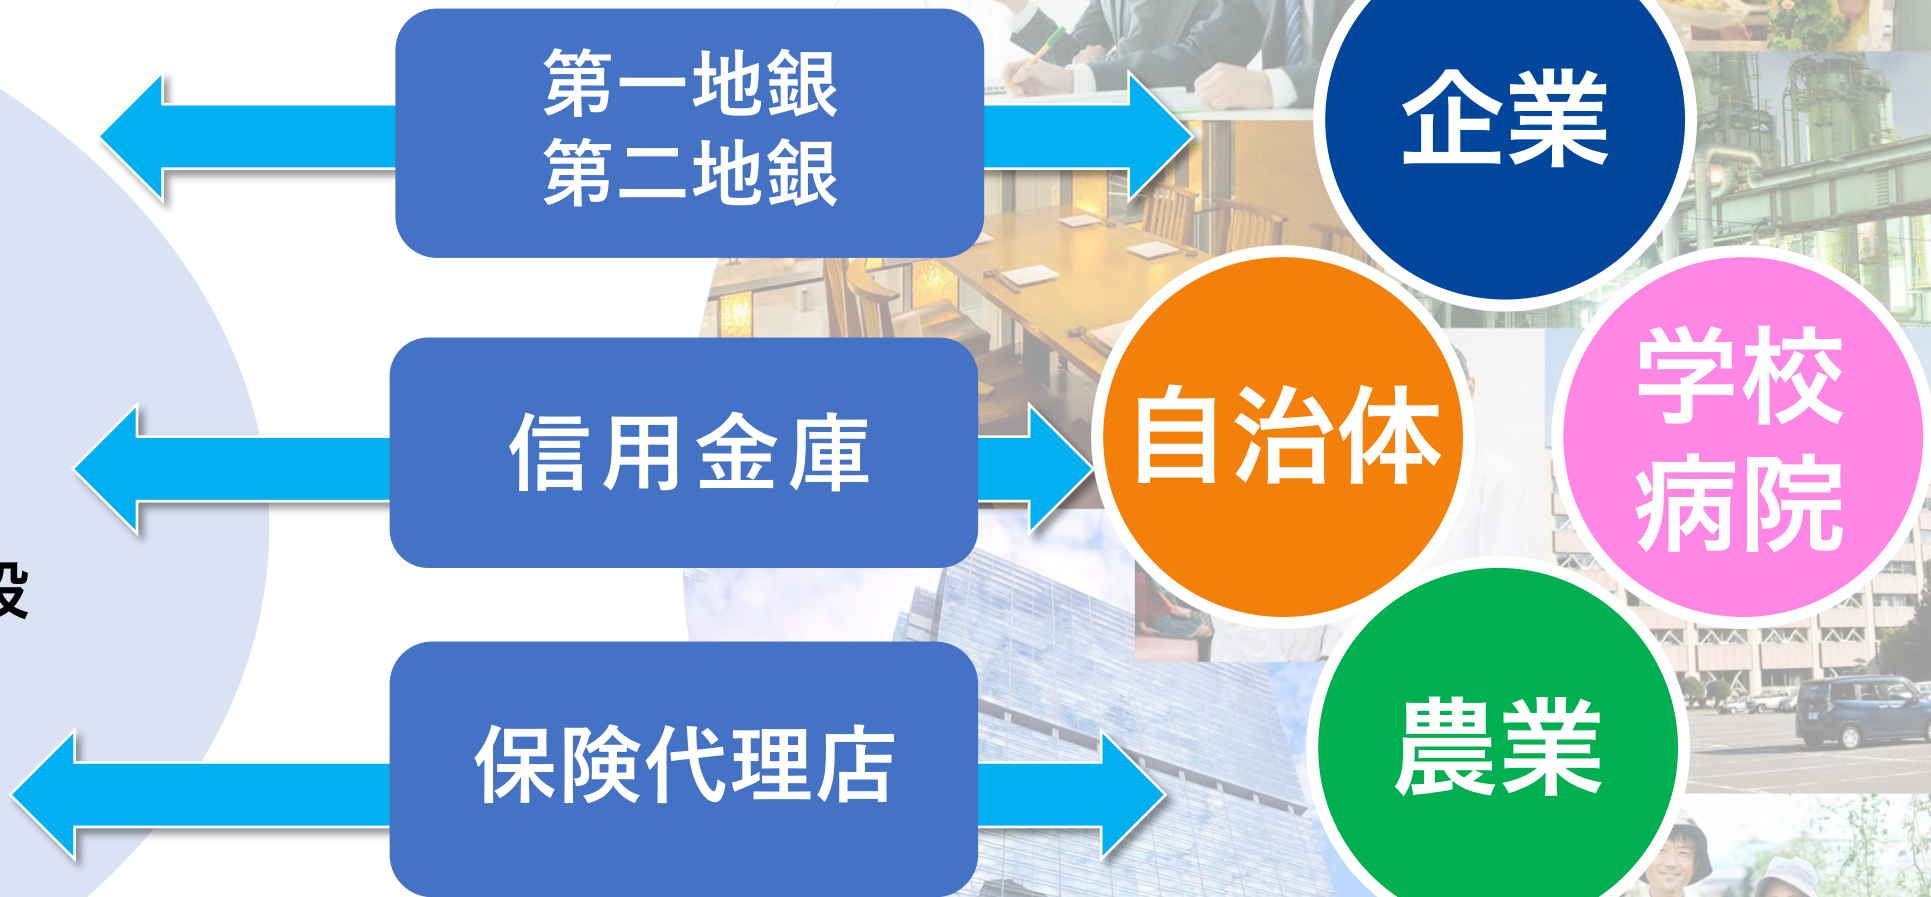 第一地銀
第二地銀
信用金庫
保険代理店
企業
自治体
学校
病院
農業